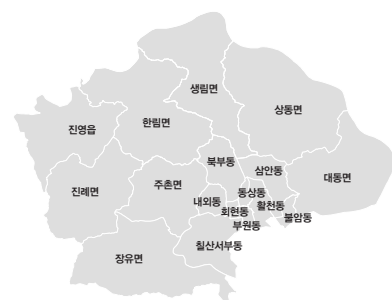 생림면
상동면
한림면
진영읍
북부동
삼안동
대동면
진례면
주촌면
동상동
내외동
활천동
회현동
불암동
부원동
칠산서부동
장유면